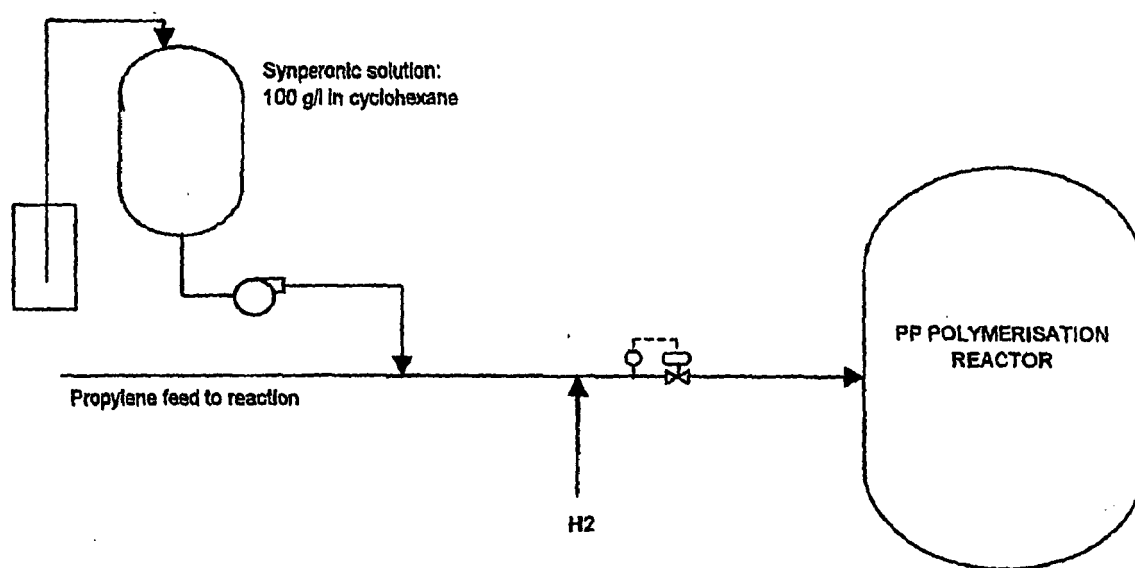 Synperonic solution:
100 g/l in cyclohexane
PP POLYMERISATION
REACTOR
Propylene feed to reaction
H2